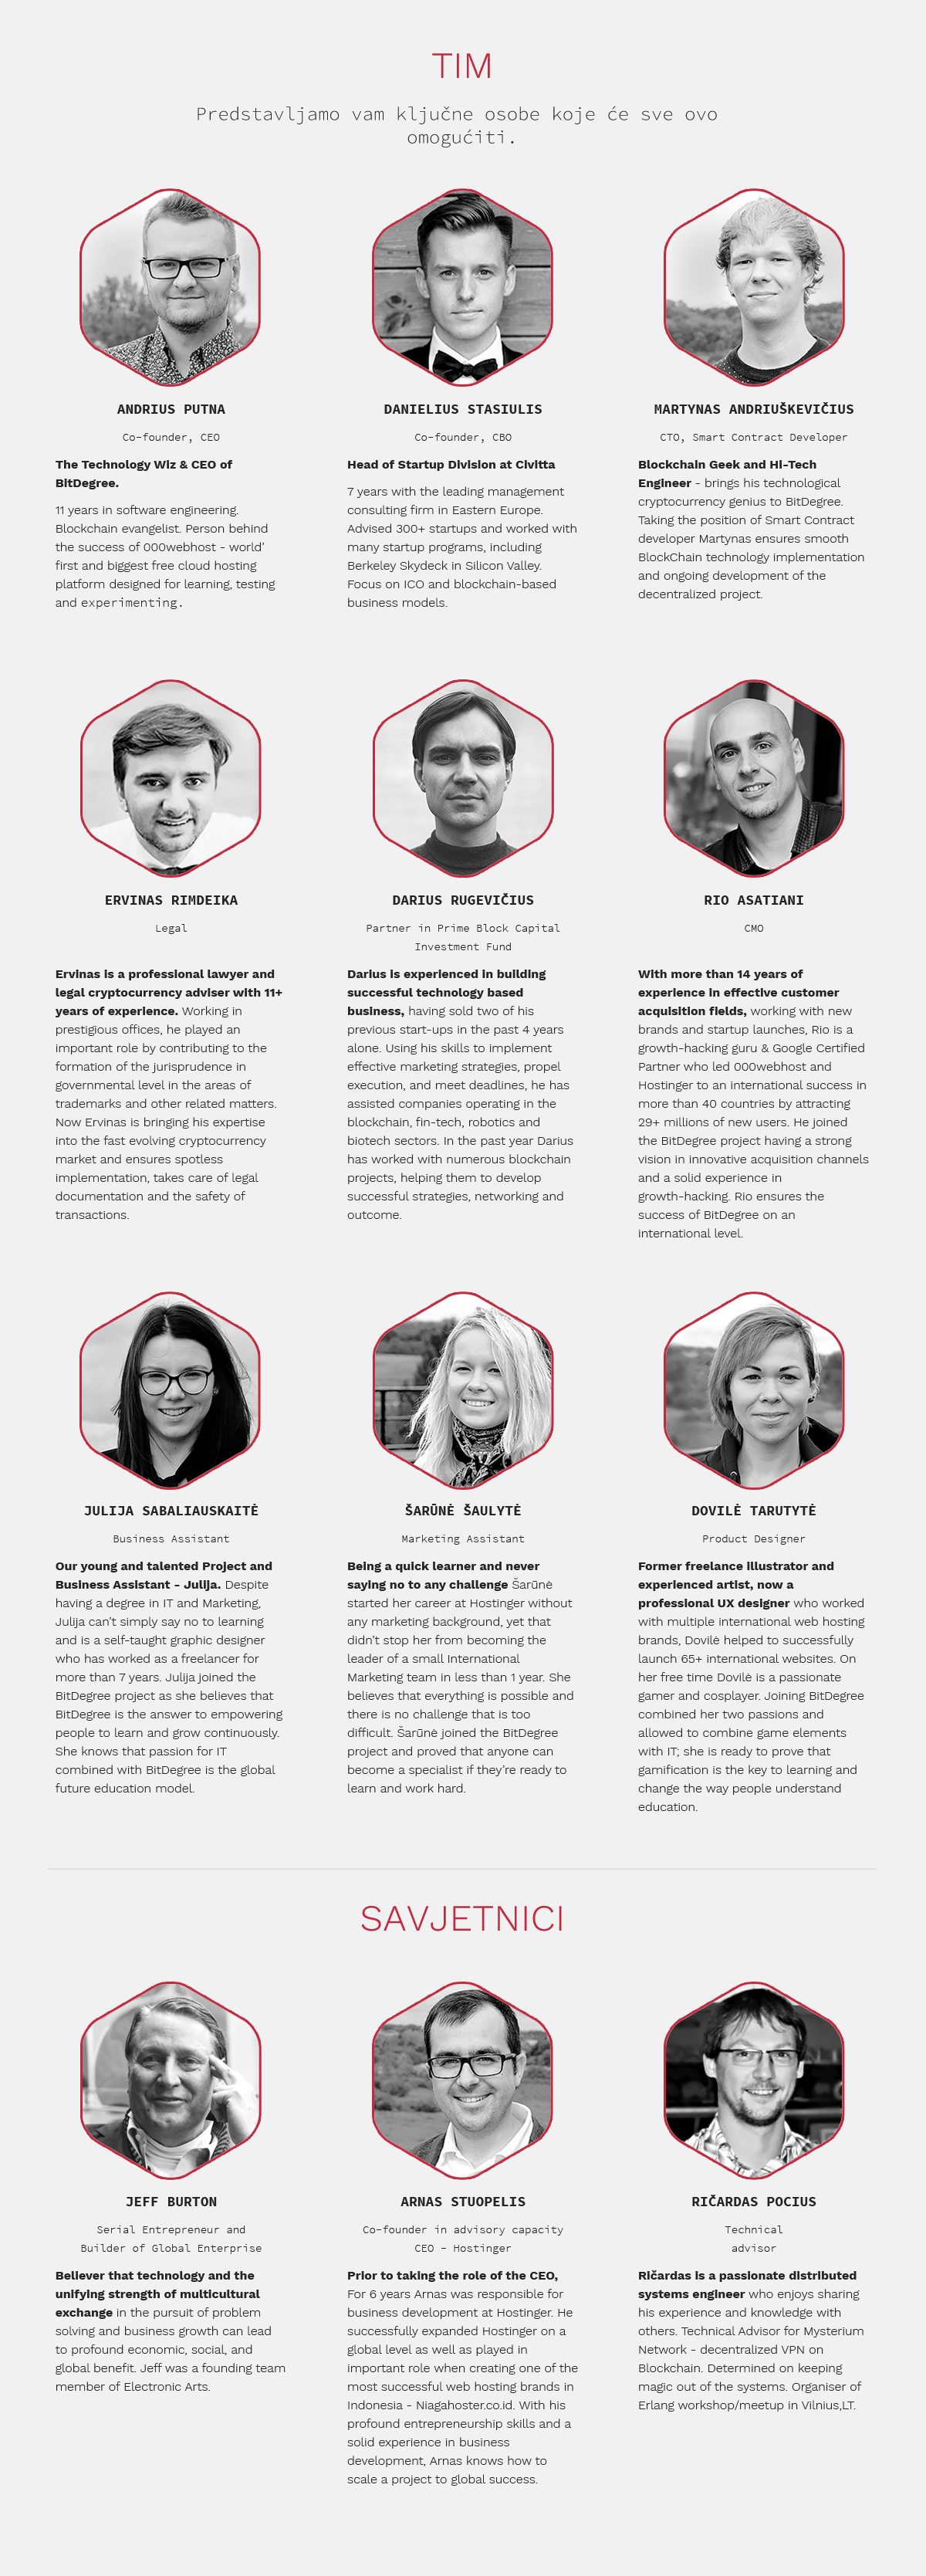 TIM
Predstavljamo vam ključne osobe koje će sve ovo
omogućiti.
ANDRIUS PUTNA
Co-founder, CEO
The Technology Wiz & CEO of
BitDegree.
11 years in software engineering.
Blockchain evangelist. Person behind
the success of 000webhost - world'
first and biggest free cloud hosting
platform designed for learning, testing
and experimenting.
DANIELIUS STASIULIS
Co-founder, CBO
Head of Startup Division at Civitta
7 years with the leading management
consulting firm in Eastern Europe.
Advised 300+ startups and worked with
many startup programs, including
Berkeley Skydeck in Silicon Valley.
Focus on ICO and blockchain-based
business models.
MARTYNAS ANDRIUŠKEVIČIUS
CTO, Smart Contract Developer
Blockchain Geek and Hi-Tech
Engineer - brings his technological
cryptocurrency genius to BitDegree.
Taking the position of Smart Contract
developer Martynas ensures smooth
BlockChain technology implementation
and ongoing development of the
decentralized project.
ERVINAS RIMDEIKA
Legal
Ervinas is a professional lawyer and
legal cryptocurrency adviser with 11+
years of experience. Working in
prestigious offices, he played an
important role by contributing to the
formation of the jurisprudence in
governmental level in the areas of
trademarks and other related matters.
Now Ervinas is bringing his expertise
into the fast evolving cryptocurrency
market and ensures spotless
implementation, takes care of legal
documentation and the safety of
transactions.
DARIUS RUGEVIČIUS
Partner in Prime Block Capital
Investment Fund
Darius is experienced in building
successful technology based
business, having sold two of his
previous start-ups in the past 4 years
alone. Using his skills to implement
effective marketing strategies, propel
execution, and meet deadlines, he has
assisted companies operating in the
blockchain, fin-tech, robotics and
biotech sectors. In the past year Darius
has worked with numerous blockchain
projects, helping them to develop
successful strategies, networking and
outcome.
RIO ASATIANI
CMO
With more than 14 years of
experience in effective customer
acquisition fields, working with new
brands and startup launches, Rio is a
growth-hacking guru & Google Certified
Partner who led 000webhost and
Hostinger to an international success in
more than 40 countries by attracting
29+ millions of new users. He joined
the BitDegree project having a strong
vision in innovative acquisition channels
and a solid experience in
growth-hacking. Rio ensures the
success of BitDegree on an
international level.
JULIJA SABALIAUSKAITĖ
Business Assistant
Our young and talented Project and
Business Assistant - Julija. Despite
having a degree in IT and Marketing,
Julija can't simply say no to learning
and is a self-taught graphic designer
who has worked as a freelancer for
more than 7 years. Julija joined the
BitDegree project as she believes that
BitDegree is the answer to empowering
people to learn and grow continuously.
She knows that passion for IT
combined with BitDegree is the global
future education model.
ŠARŪNĖ ŠAULYTĖ
Marketing Assistant
Being a quick learner and never
saying no to any challenge Šarūnė
started her career at Hostinger without
any marketing background, yet that
didn't stop her from becoming the
leader of a small International
Marketing team in less than 1 year. She
believes that everything is possible and
there is no challenge that is too
difficult. Šarūnė joined the BitDegree
project and proved that anyone can
become a specialist if they're ready to
learn and work hard.
DOVILĖ TARUTYTĖ
Product Designer
Former freelance illustrator and
experienced artist, now a
professional UX designer who worked
with multiple international web hosting
brands, Dovilė helped to successfully
launch 65+ international websites. On
her free time Dovilė is a passionate
gamer and cosplayer. Joining BitDegree
combined her two passions and
allowed to combine game elements
with IT; she is ready to prove that
gamification is the key to learning and
change the way people understand
education.
SAVJETNICI
JEFF BURTON
Serial Entrepreneur and
Builder of Global Enterprise
Believer that technology and the
unifying strength of multicultural
exchange in the pursuit of problem
solving and business growth can lead
to profound economic, social, and
global benefit. Jeff was a founding team
member of Electronic Arts.
ARNAS STUOPELIS
Co-founder in advisory capacity
CEO - Hostinger
Prior to taking the role of the CEO,
For 6 years Arnas was responsible for
business development at Hostinger. He
successfully expanded Hostinger on a
global level as well as played in
important role when creating one of the
most successful web hosting brands in
Indonesia - Niagahoster.co.id. With his
profound entrepreneurship skills and a
solid experience in business
development, Arnas knows how to
scale a project to global success.
RIČARDAS POCIUS
Technical
advisor
Ričardas is a passionate distributed
systems engineer who enjoys sharing
his experience and knowledge with
others. Technical Advisor for Mysterium
Network - decentralized VPN on
Blockchain. Determined on keeping
magic out of the systems. Organiser of
Erlang workshop/meetup in Vilnius,LT.